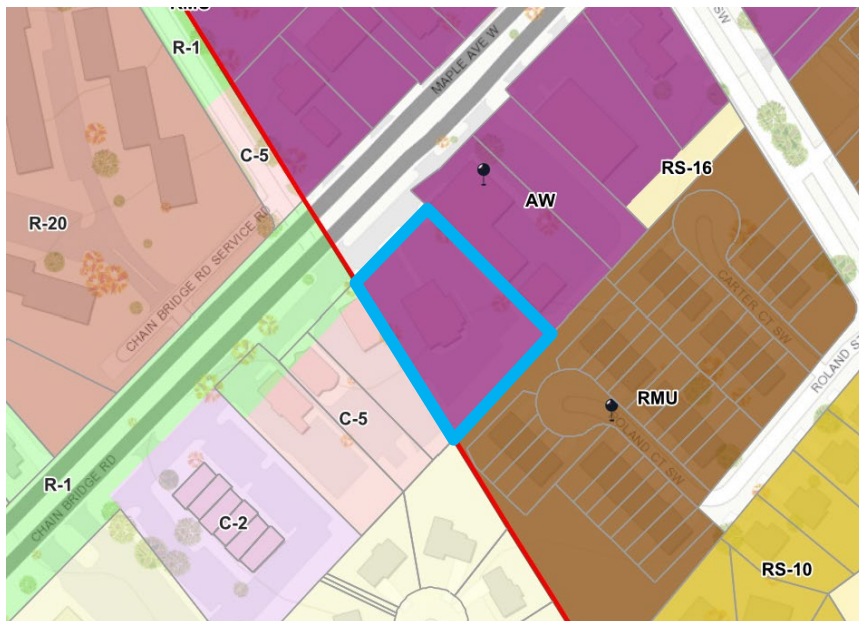 RMU
R-1
MAPLE AVE W
C-5
RS-16
AW
R-20
CHAIN BRIDGE RD SERVICE RD
CARTER CT SW
ROLAND S
RMU
ROLAND CT SW
C-5
R-1
CHAIN BRIDGE RD
C-2
RS-10